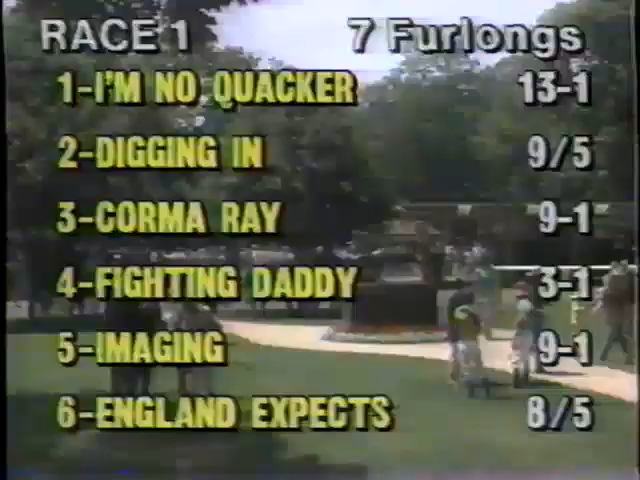 RACE 1 7 Furlongs
1-I'M NO QUACKER 13-1
2-DIGGING IN 9/5
3-CORMA RAY 9-1
4-FIGHTING DADDY 3-1
5-IMAGING 9-1
6-ENGLAND EXPECTS 8/5